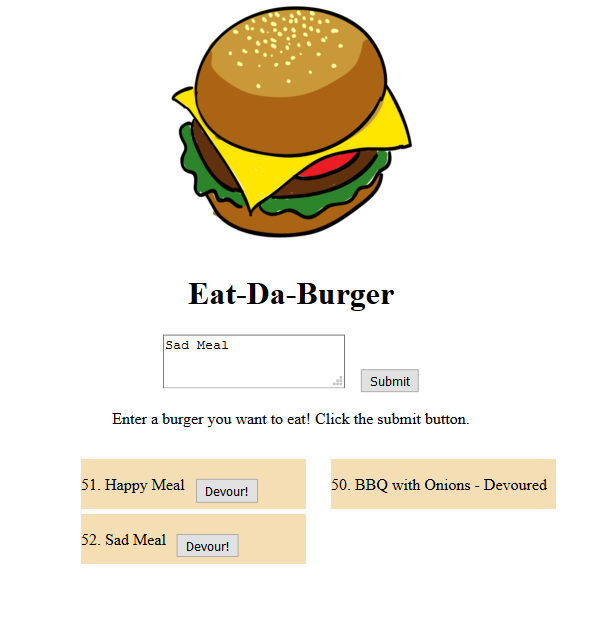 Eat-Da-Burger
Sad Meal
Submit
Enter a burger you want to eat! Click the submit button.
51. Happy Meal Devour!
50. BBQ with Onions - Devoured
52. Sad Meal Devour!